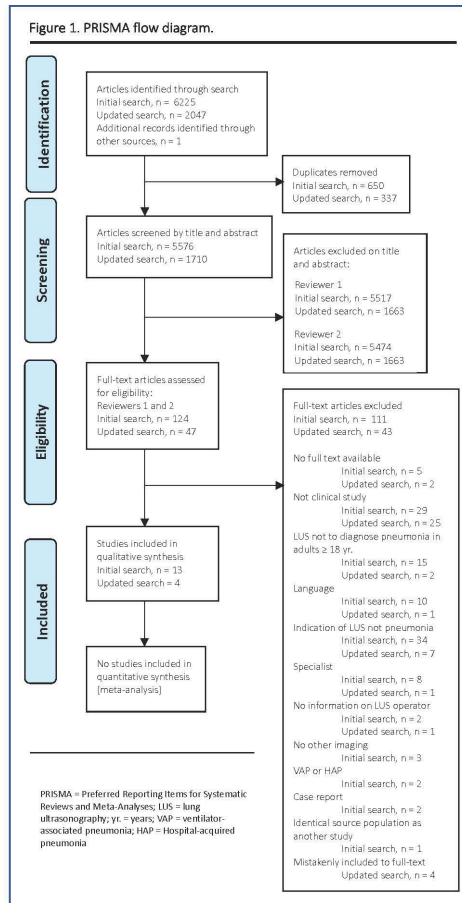 Figure 1. PRISMA flow diagram.
Identification
Articles identified through search
Initial search, n = 6225
Updated search, n = 2047
Additional records identified through
other sources, n = 1
Duplicates removed
Initial search, n = 650
Updated search, n = 337
Screening
Articles screened by title and abstract
Initial search, n = 5576
Updated search, n = 1710
Articles excluded on title
and abstract:
Reviewer 1
Initial search, n = 5517
Updated search, n = 1663
Reviewer 2
Initial search, n = 5474
Updated search, n = 1663
Eligibility
Full-text articles assessed
for eligibility:
Reviewers 1 and 2
Initial search, n = 124
Updated search, n = 47
Full-text articles excluded
Initial search, n = 111
Updated search, n = 43
No full text available
Initial search, n = 5
Updated search, n = 2
Not clinical study
Initial search, n = 29
Updated search, n = 25
LUS not to diagnose pneumonia in
adults ≥ 18 yr.
Initial search, n = 15
Updated search, n = 2
Language
Initial search, n = 10
Updated search, n = 1
Indication of LUS not pneumonia
Initial search, n = 34
Updated search, n = 7
Specialist
Initial search, n = 8
Updated search, n = 1
No information on LUS operator
Initial search, n = 2
Updated search, n = 1
No other imaging
Initial search, n = 3
VAP or HAP
Initial search, n = 2
Case report
Initial search, n = 2
Identical source population as
another study
Initial search, n = 1
Mistakenly included to full-text
Updated search, n = 4
Included
Studies included in
qualitative synthesis
Initial search, n = 13
Updated search = 4
No studies included in
quantitative synthesis
(meta-analysis)
PRISMA = Preferred Reporting Items for Systematic
Reviews and Meta-Analyses; LUS = lung
ultrasonography; yr. = years; VAP = ventilator-
associated pneumonia; HAP = Hospital-acquired
pneumonia